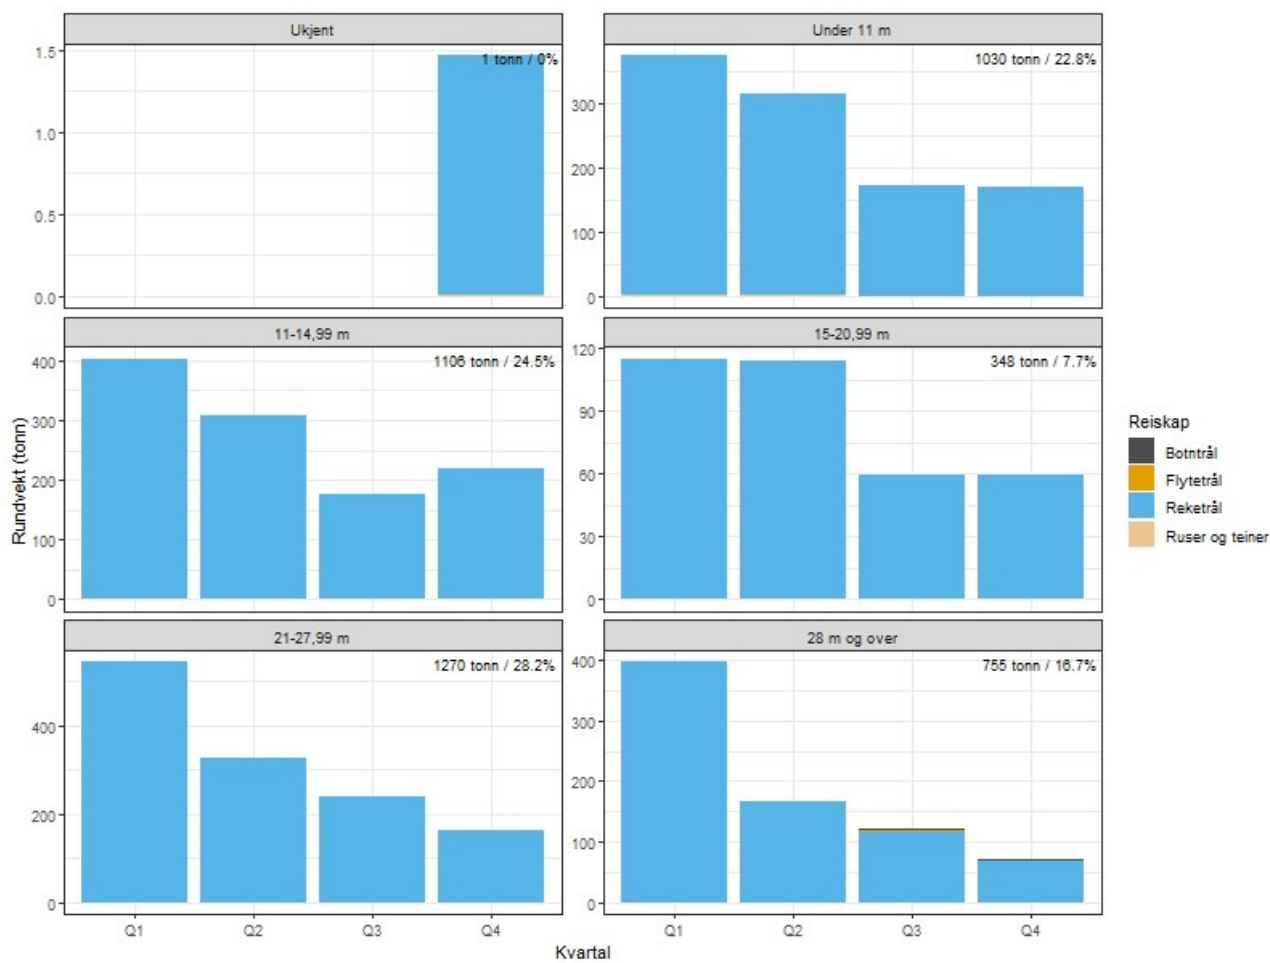 Ukjent
1 tonn / 0%
1.5
1.0
0.5
0.0
Under 11 m
1030 tonn / 22.8%
300
200
100
0
11-14,99 m
1106 tonn / 24.5%
400
300
200
100
0
15-20,99 m
348 tonn / 7.7%
120
90
60
30
0
21-27,99 m
1270 tonn / 28.2%
400
200
0
28 m og over
755 tonn / 16.7%
400
300
200
100
0
Q1 Q2 Q3 Q4
Q1 Q2 Q3 Q4
Kvartal
Rundvekt (tonn)
Reiskap
Botntrål
Flytetrål
Reketrål
Ruser og teiner